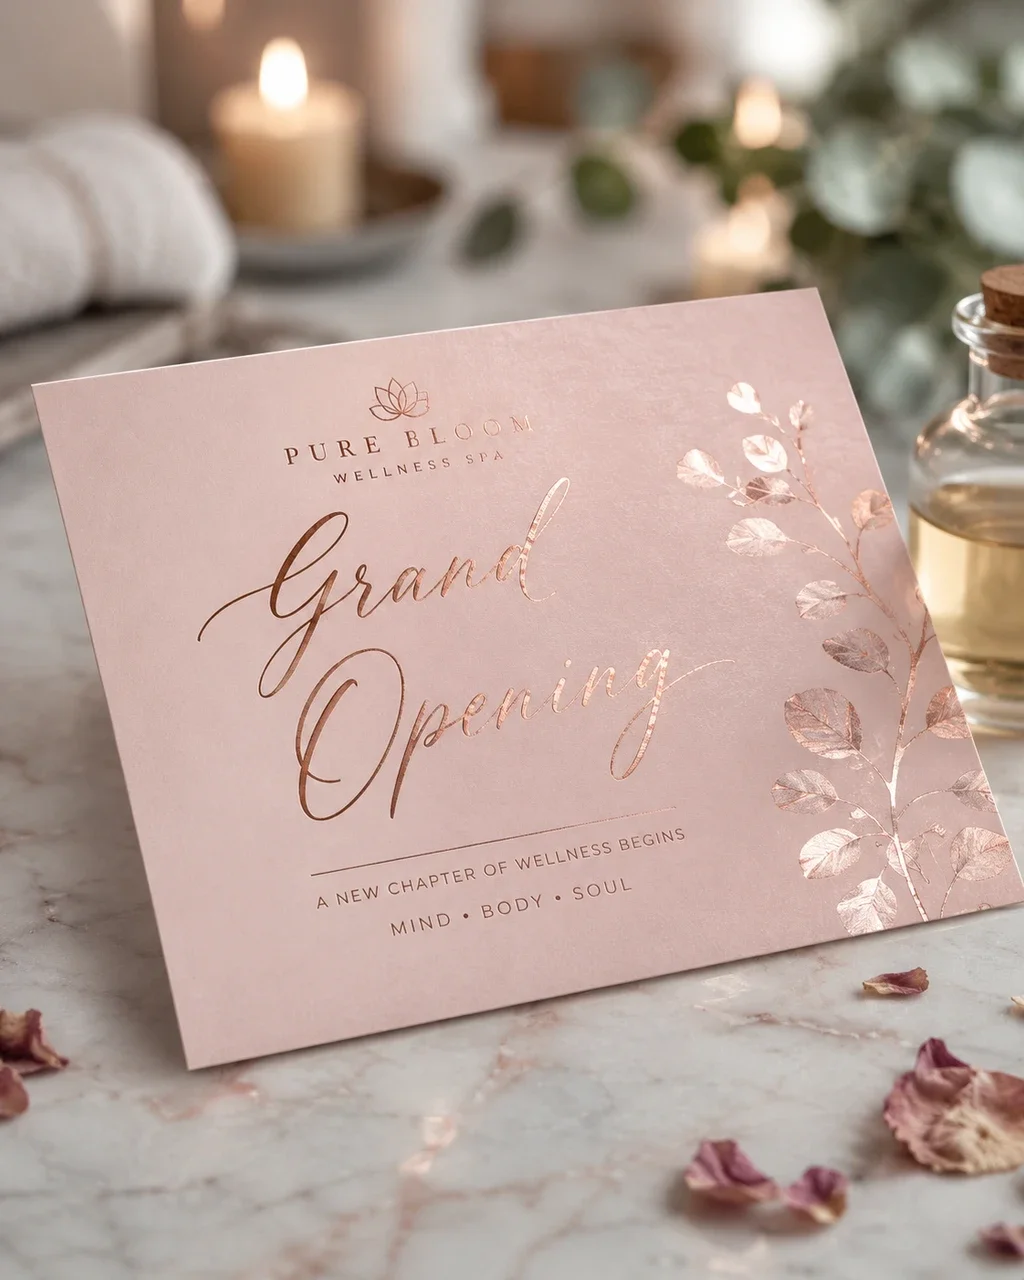 PURE BLOOM
WELLNESS SPA
Grand
Opening
A NEW CHAPTER OF WELLNESS BEGINS
MIND • BODY • SOUL